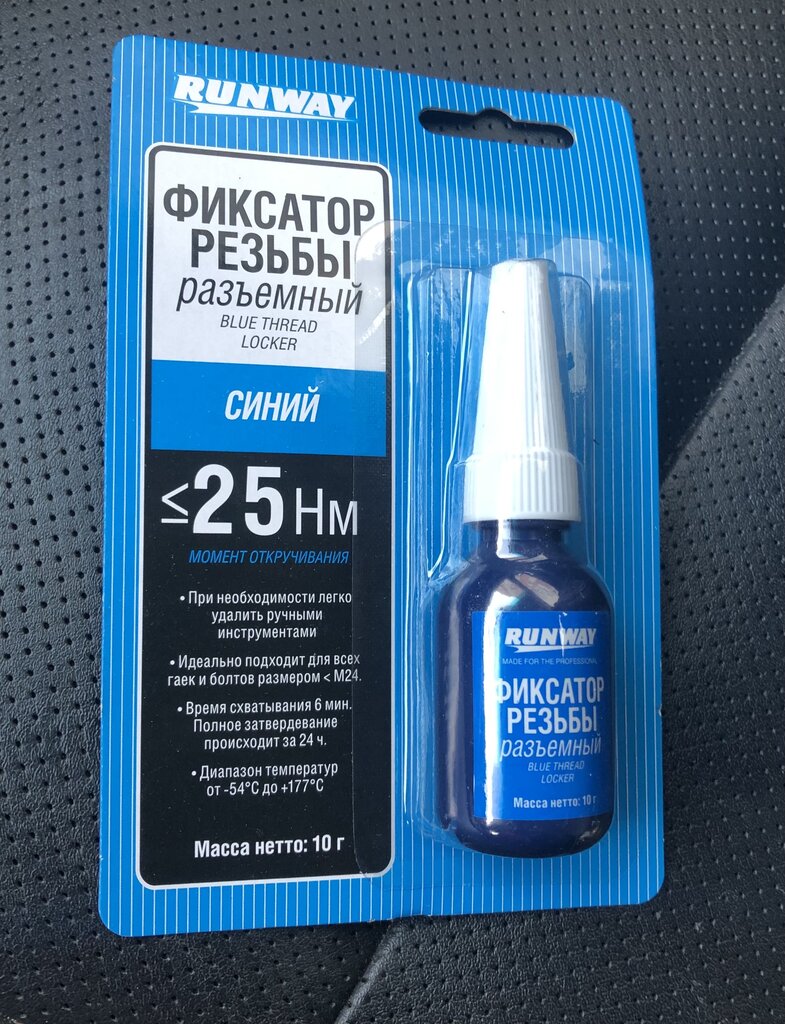 RUNWAY
ФИКСАТОР
РЕЗЬБЫ
разъемный
BLUE THREAD
LOCKER
СИНИЙ
≤25 Нм
МОМЕНТ ОТКРУЧИВАНИЯ
• При необходимости легко
удалить ручными
инструментами
• Идеально подходит для всех
гаек и болтов размером < М24.
• Время схватывания 6 мин.
Полное затвердевание
происходит за 24 ч.
• Диапазон температур
от -54°С до +177°С
Масса нетто: 10 г
RUNWAY
MADE FOR THE PROFESSIONAL
ФИКСАТОР
РЕЗЬБЫ
разъемный
BLUE THREAD
LOCKER
Масса нетто: 10 г